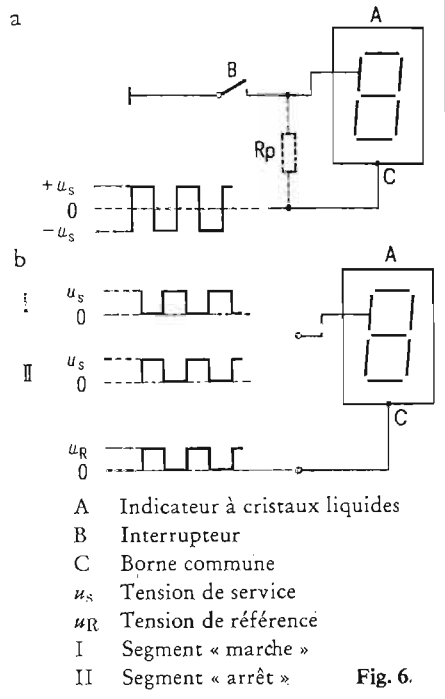 a
A
B
Rp
C
+us
0
−us
b
A
I
us
0
II
us
0
C
uR
0
A Indicateur à cristaux liquides
B Interrupteur
C Borne commune
us Tension de service
uR Tension de référence
I Segment « marche »
II Segment « arrêt » Fig. 6.